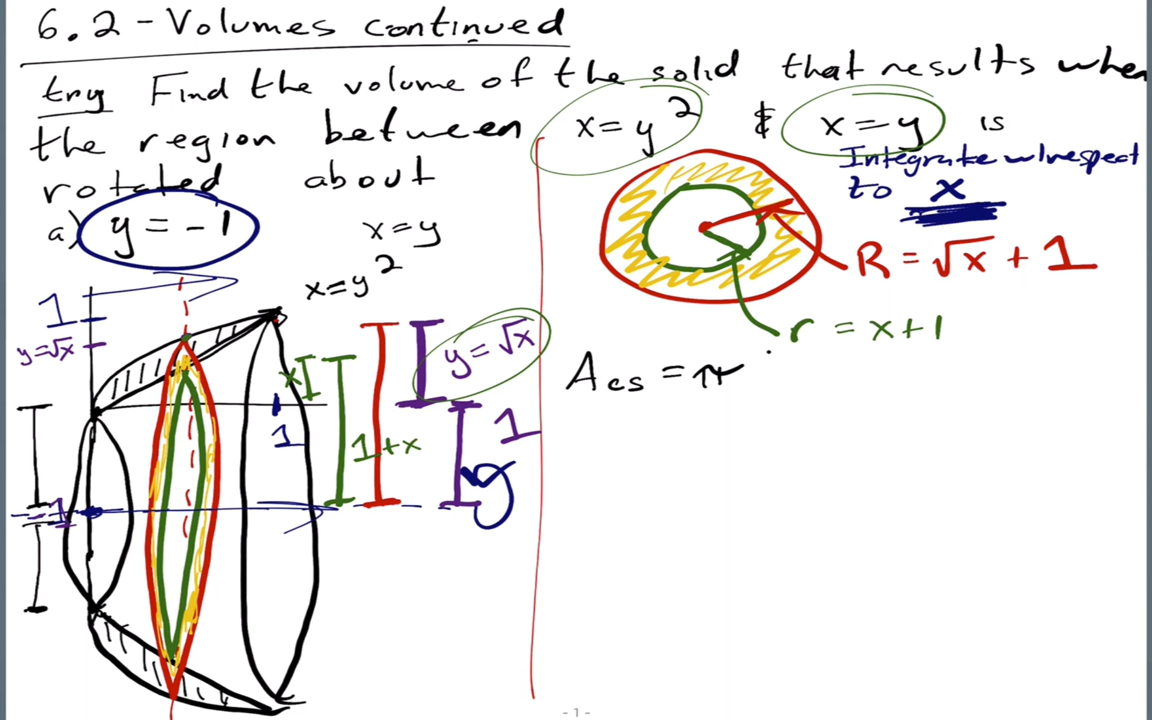 6.2 - Volumes continued
try Find the volume of the solid that results when
the region between x = y² & x = y is
rotated about
Integrate w/respect
to x
a) y = -1
x = y
x = y²
R = √x + 1
r = x+1
A cs = π
1
y = √x
-1
1
x
1+x
y = √x
1
- 1 -